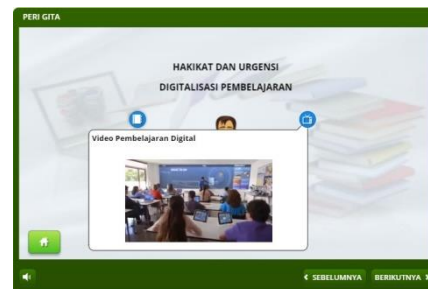 PERI GITA
HAKIKAT DAN URGENSI
DIGITALISASI PEMBELAJARAN
Video Pembelajaran Digital
SEBELUMNYA
BERIKUTNYA